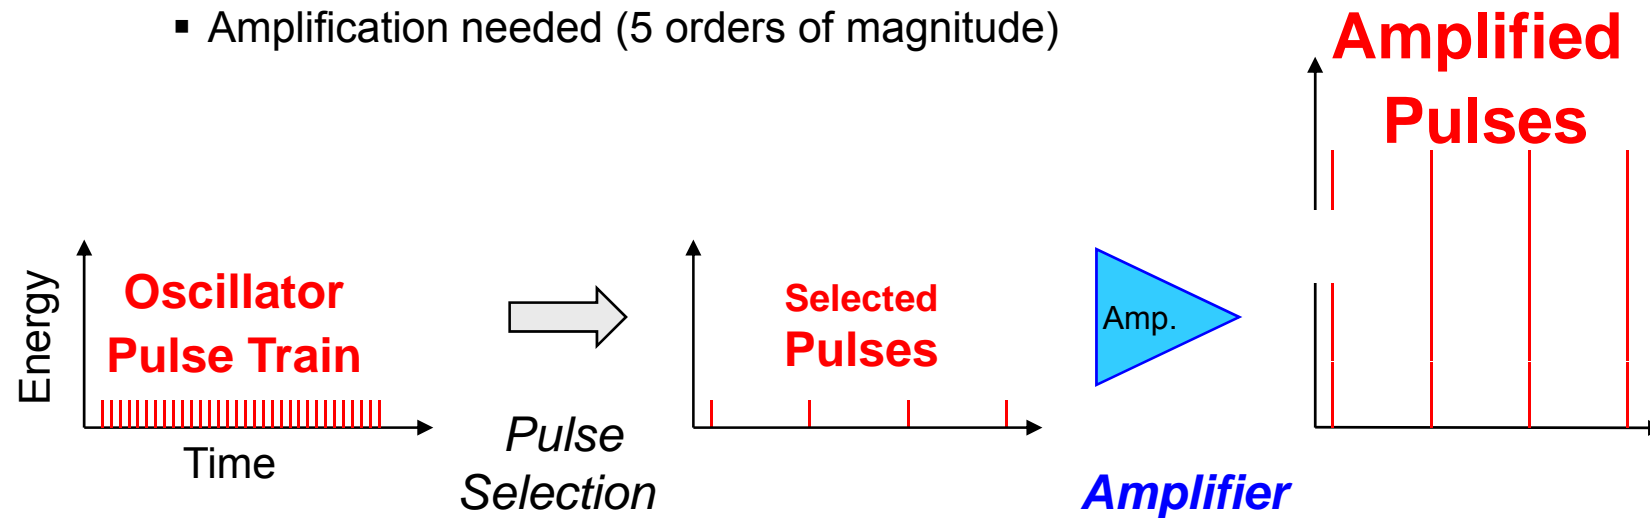 ▪ Amplification needed (5 orders of magnitude)
Amplified
Pulses
Energy
Oscillator
Pulse Train
Time
Pulse
Selection
Selected
Pulses
Amp.
Amplifier